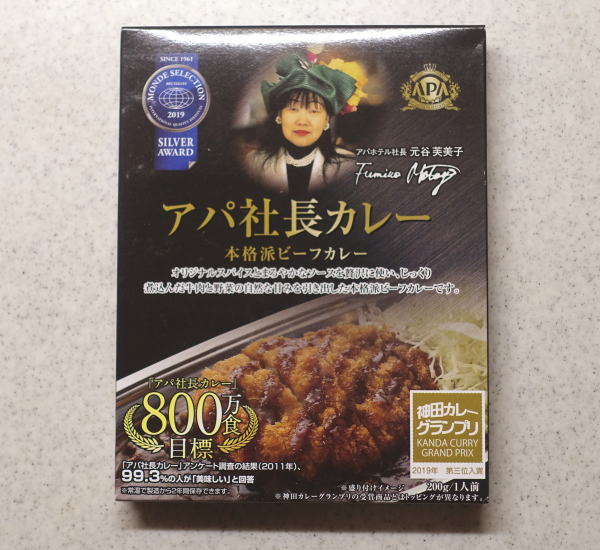 SINCE 1961
MONDE SELECTION
BRUXELLES
INTERNATIONAL QUALITY INSTITUTE
2019
SILVER
AWARD
APA
アパホテル社長 元谷 芙美子
Fumiko Motoya
アパ社長カレー
本格派ビーフカレー
オリジナルスパイスとまろやかなソースを贅沢に使い、じっくり
煮込んだ牛肉と野菜の自然な甘みを引き出した本格派ビーフカレーです。
「アパ社長カレー」
800万食
目標
「アパ社長カレー」アンケート調査の結果(2011年)、
99.3%の人が「美味しい」と回答
※常温で製造から2年間保存できます。
神田カレー
グランプリ
KANDA CURRY
GRAND PRIX
2019年 第三位入賞
※盛り付けイメージ 200g/1人前
※神田カレーグランプリの受賞商品とはトッピングが異なります。